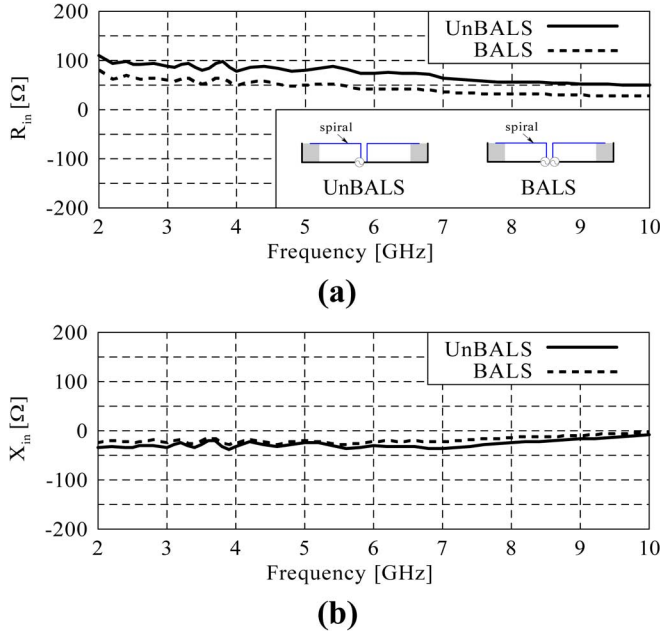 200
UnBALS
BALS
100
R_in [Ω]
0
spiral
spiral
-100
UnBALS
BALS
-200
2 3 4 5 6 7 8 9 10
Frequency [GHz]
(a)
200
UnBALS
BALS
100
X_in [Ω]
0
-100
-200
2 3 4 5 6 7 8 9 10
Frequency [GHz]
(b)